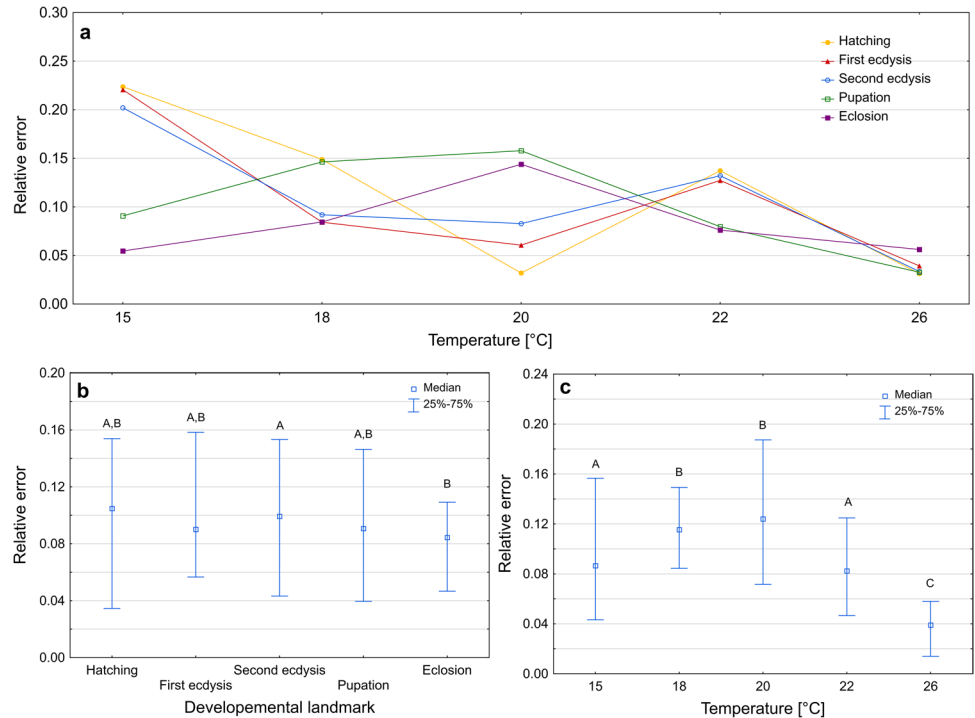 a
0.30
0.25
0.20
0.15
0.10
0.05
0.00
Relative error
Hatching
First ecdysis
Second ecdysis
Pupation
Eclosion
15 18 20 22 26
Temperature [°C]
b
0.20
0.16
0.12
0.08
0.04
0.00
Relative error
Median
25%-75%
A,B A,B A A,B B
Hatching Second ecdysis Eclosion
First ecdysis Pupation
Developemental landmark
c
0.24
0.20
0.16
0.12
0.08
0.04
0.00
Relative error
Median
25%-75%
A B B A C
15 18 20 22 26
Temperature [°C]